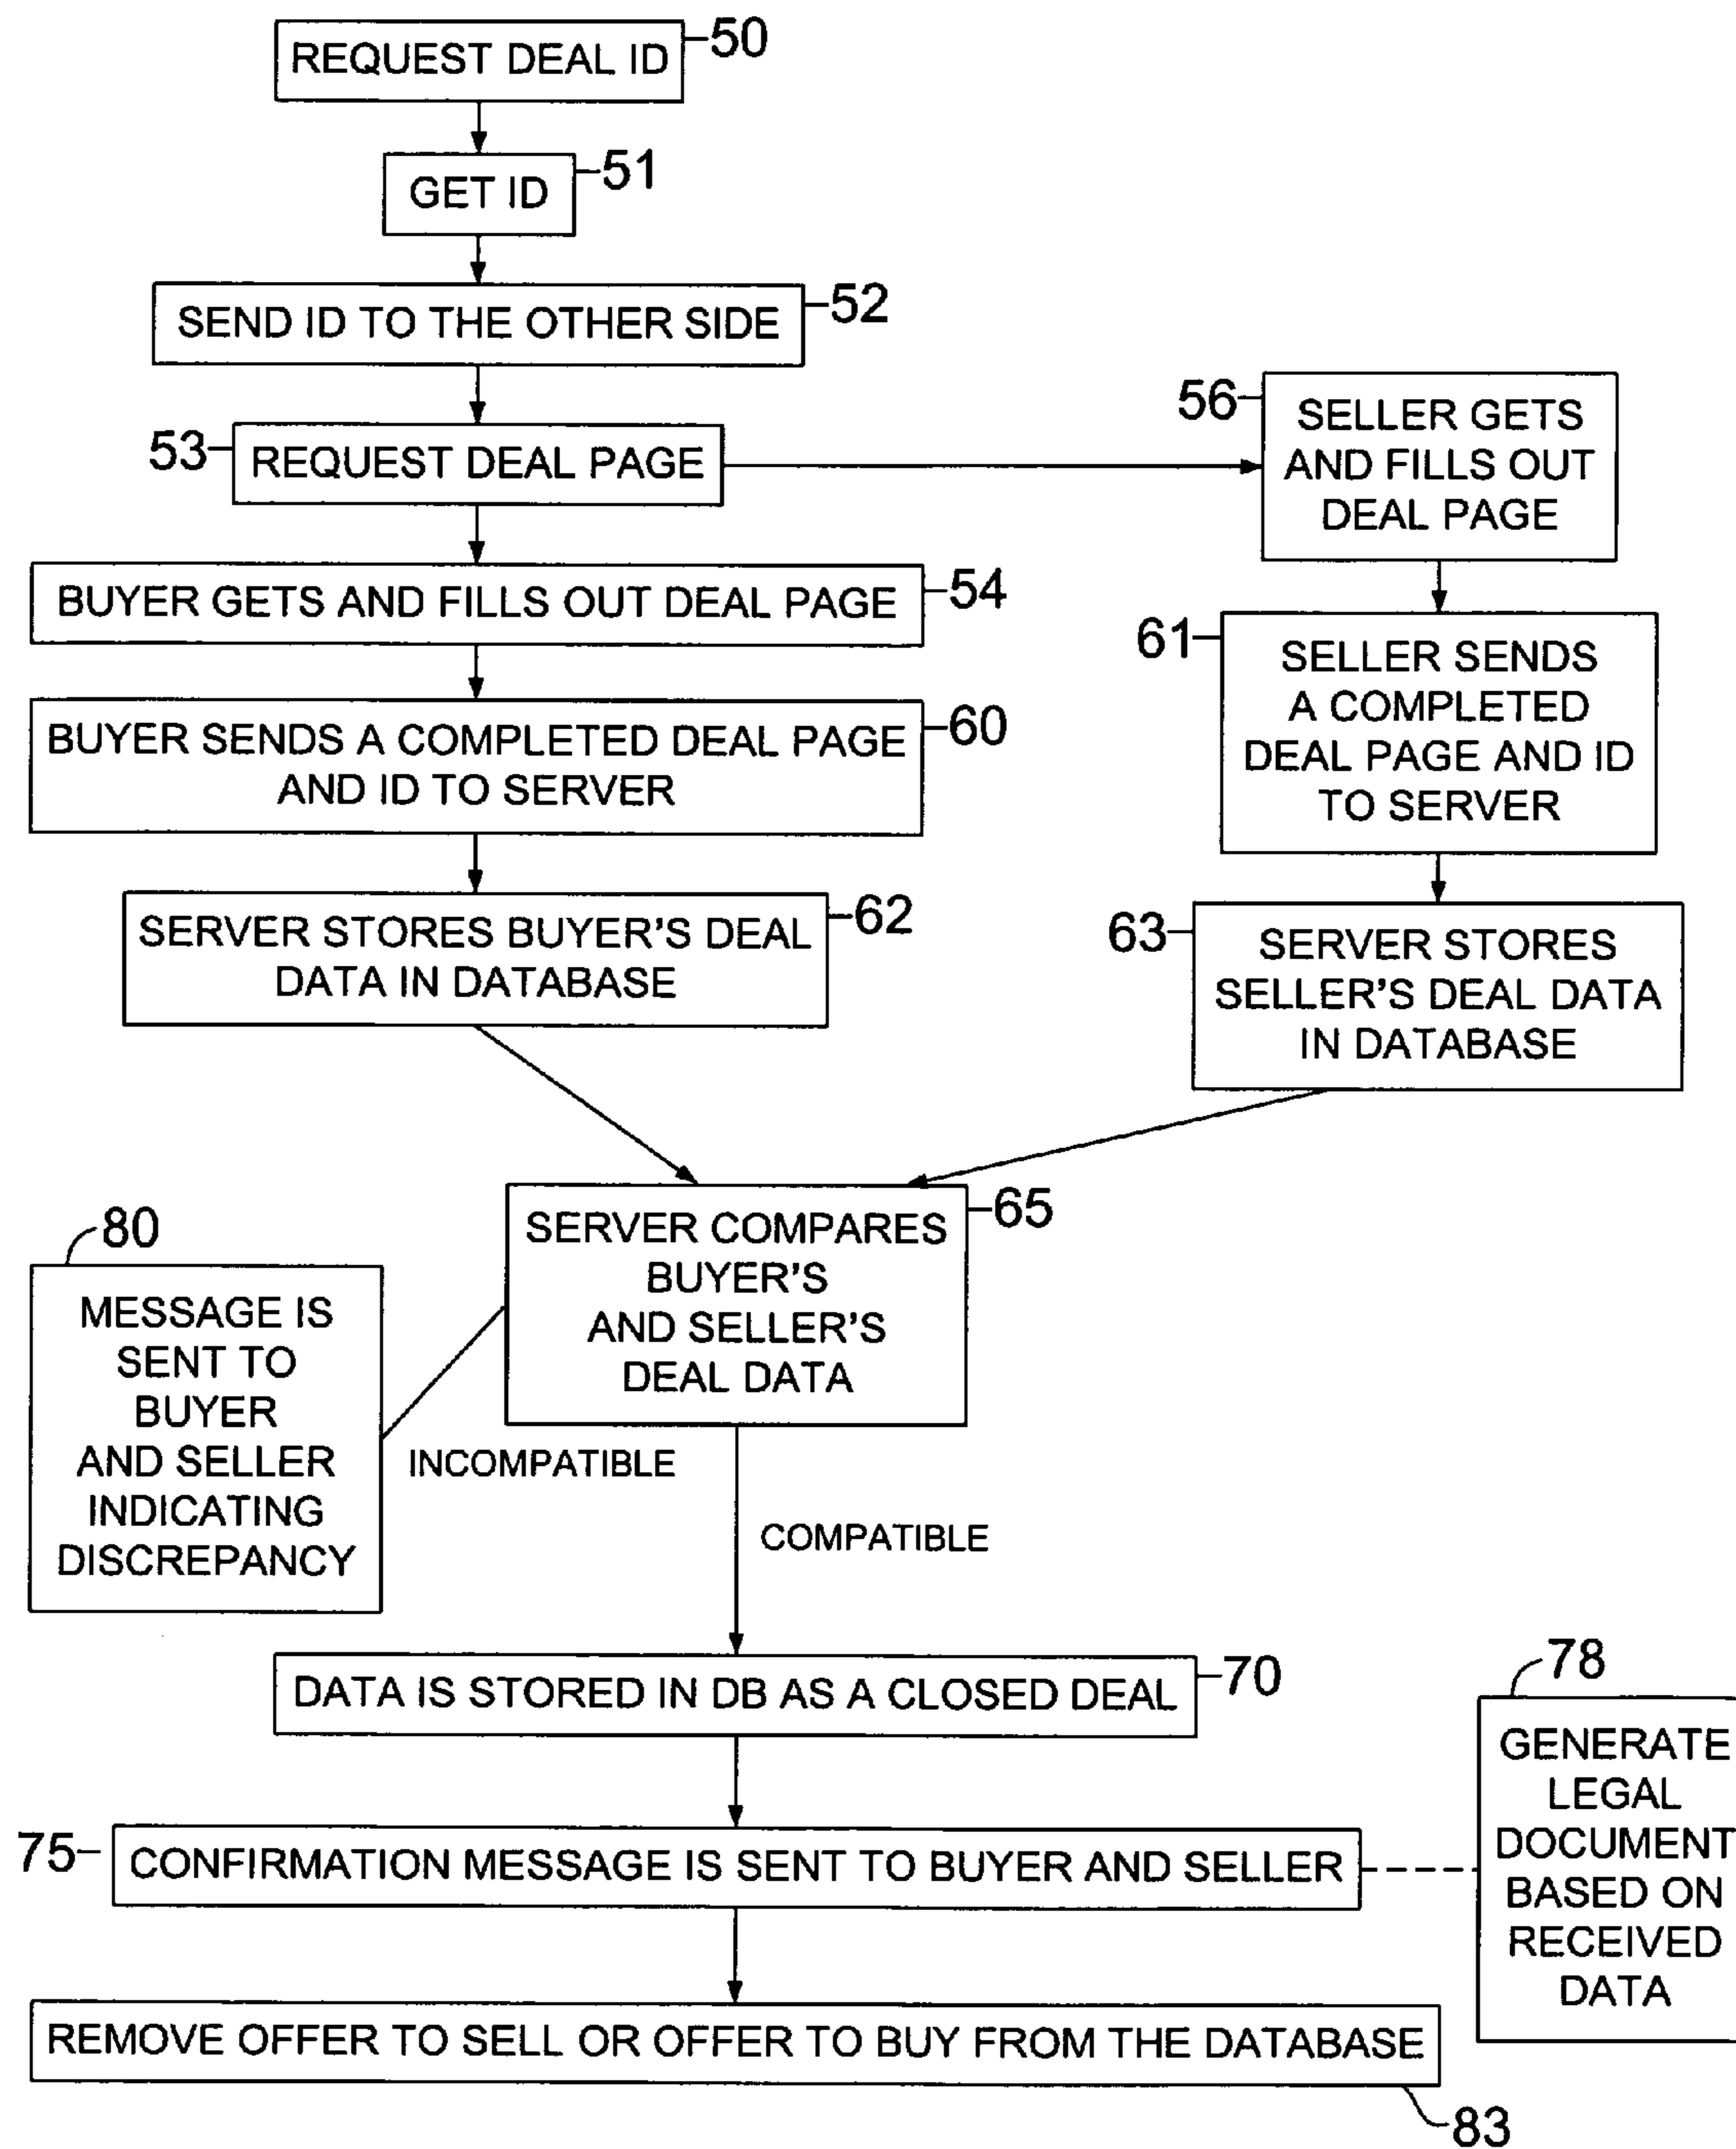 REQUEST DEAL ID
50
GET ID
51
SEND ID TO THE OTHER SIDE
52
53
REQUEST DEAL PAGE
56
SELLER GETS
AND FILLS OUT
DEAL PAGE
BUYER GETS AND FILLS OUT DEAL PAGE
54
61
SELLER SENDS
A COMPLETED
DEAL PAGE AND ID
TO SERVER
BUYER SENDS A COMPLETED DEAL PAGE
AND ID TO SERVER
60
SERVER STORES BUYER'S DEAL
DATA IN DATABASE
62
63
SERVER STORES
SELLER'S DEAL DATA
IN DATABASE
SERVER COMPARES
BUYER'S
AND SELLER'S
DEAL DATA
65
80
MESSAGE IS
SENT TO
BUYER
AND SELLER
INDICATING
DISCREPANCY
INCOMPATIBLE
COMPATIBLE
DATA IS STORED IN DB AS A CLOSED DEAL
70
75
CONFIRMATION MESSAGE IS SENT TO BUYER AND SELLER
78
GENERATE
LEGAL
DOCUMENT
BASED ON
RECEIVED
DATA
REMOVE OFFER TO SELL OR OFFER TO BUY FROM THE DATABASE
83